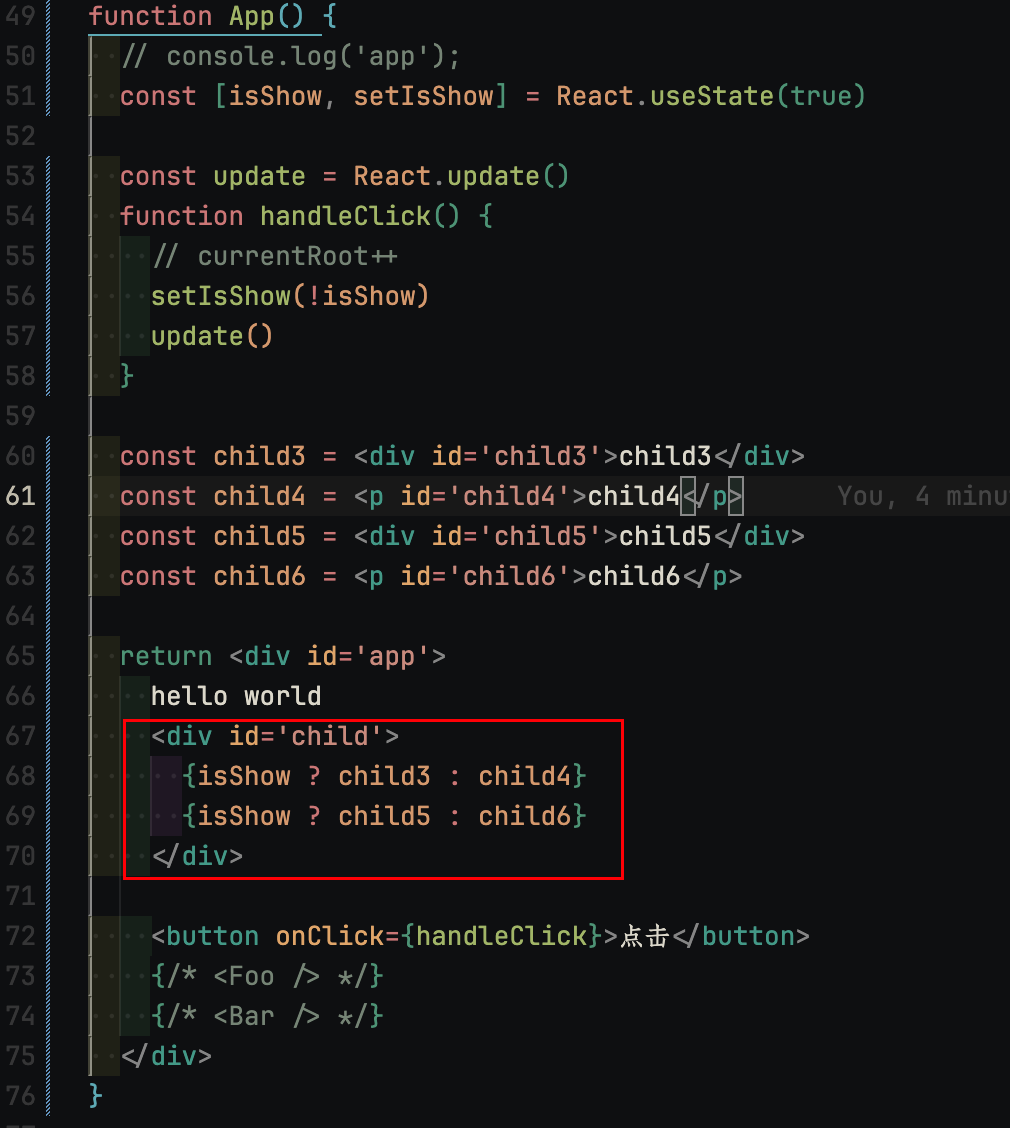 49 function App() {
50 // console.log('app');
51 const [isShow, setIsShow] = React.useState(true)
52
53 const update = React.update()
54 function handleClick() {
55 // currentRoot++
56 setIsShow(!isShow)
57 update()
58 }
59
60 const child3 = <div id='child3'>child3</div>
61 const child4 = <p id='child4'>child4</p> You, 4 minu
62 const child5 = <div id='child5'>child5</div>
63 const child6 = <p id='child6'>child6</p>
64
65 return <div id='app'>
66 hello world
67 <div id='child'>
68 {isShow ? child3 : child4}
69 {isShow ? child5 : child6}
70 </div>
71
72 <button onClick={handleClick}>点击</button>
73 {/* <Foo /> */}
74 {/* <Bar /> */}
75 </div>
76 }